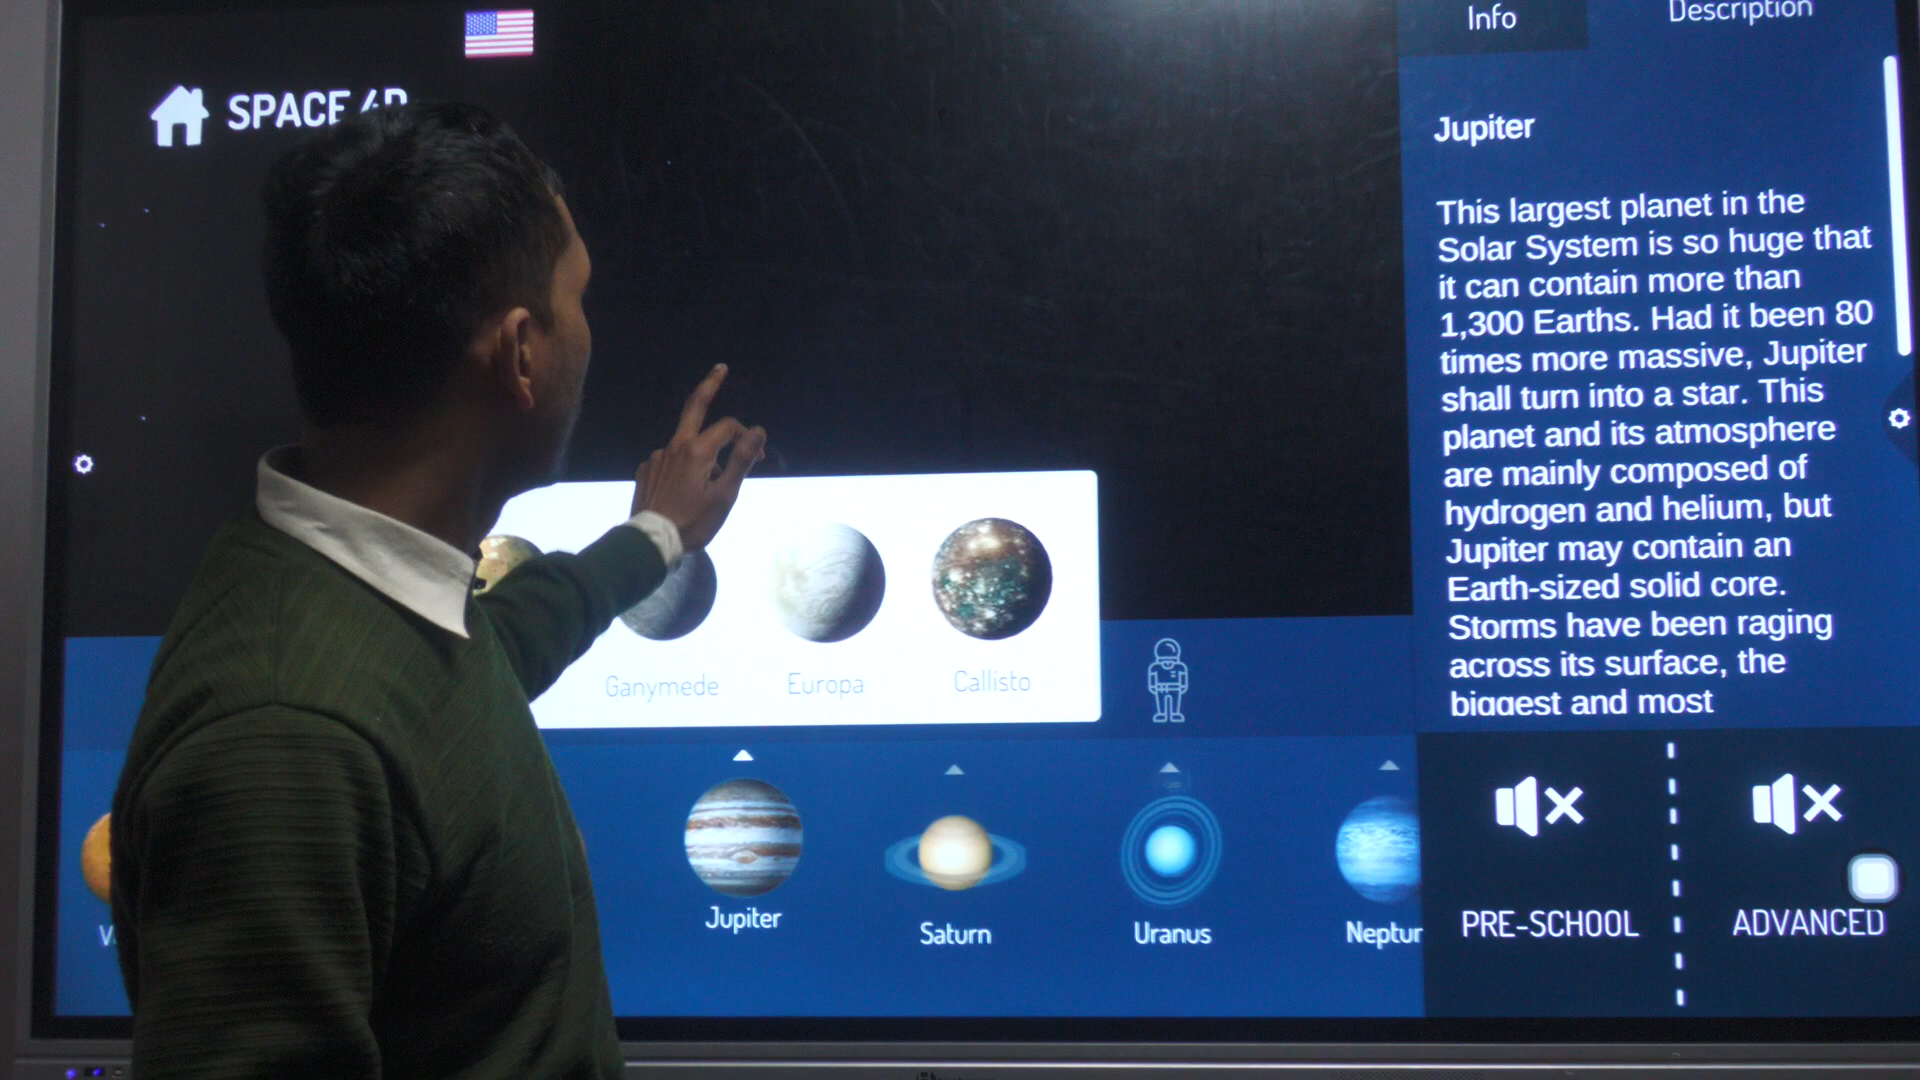 Info
Description
SPACE 4D
Jupiter
This largest planet in the
Solar System is so huge that
it can contain more than
1,300 Earths. Had it been 80
times more massive, Jupiter
shall turn into a star. This
planet and its atmosphere
are mainly composed of
hydrogen and helium, but
Jupiter may contain an
Earth-sized solid core.
Storms have been raging
across its surface, the
biggest and most
Ganymede
Europa
Callisto
Jupiter
Saturn
Uranus
Neptun
PRE-SCHOOL
ADVANCED